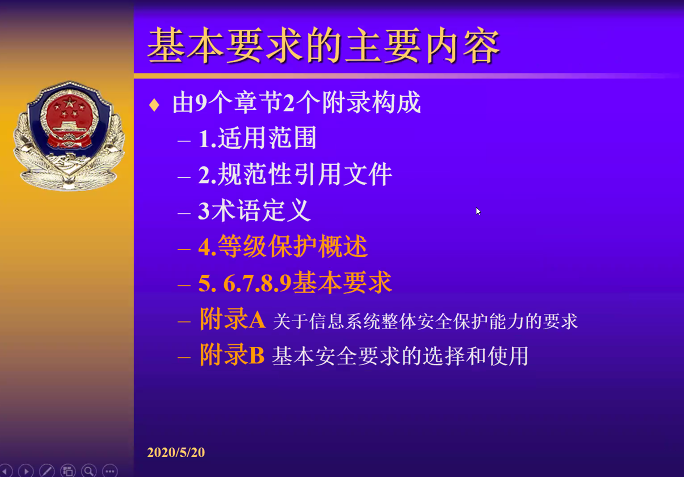 基本要求的主要内容
由9个章节2个附录构成
– 1.适用范围
– 2.规范性引用文件
– 3术语定义
– 4.等级保护概述
– 5. 6.7.8.9基本要求
– 附录A 关于信息系统整体安全保护能力的要求
– 附录B 基本安全要求的选择和使用
2020/5/20